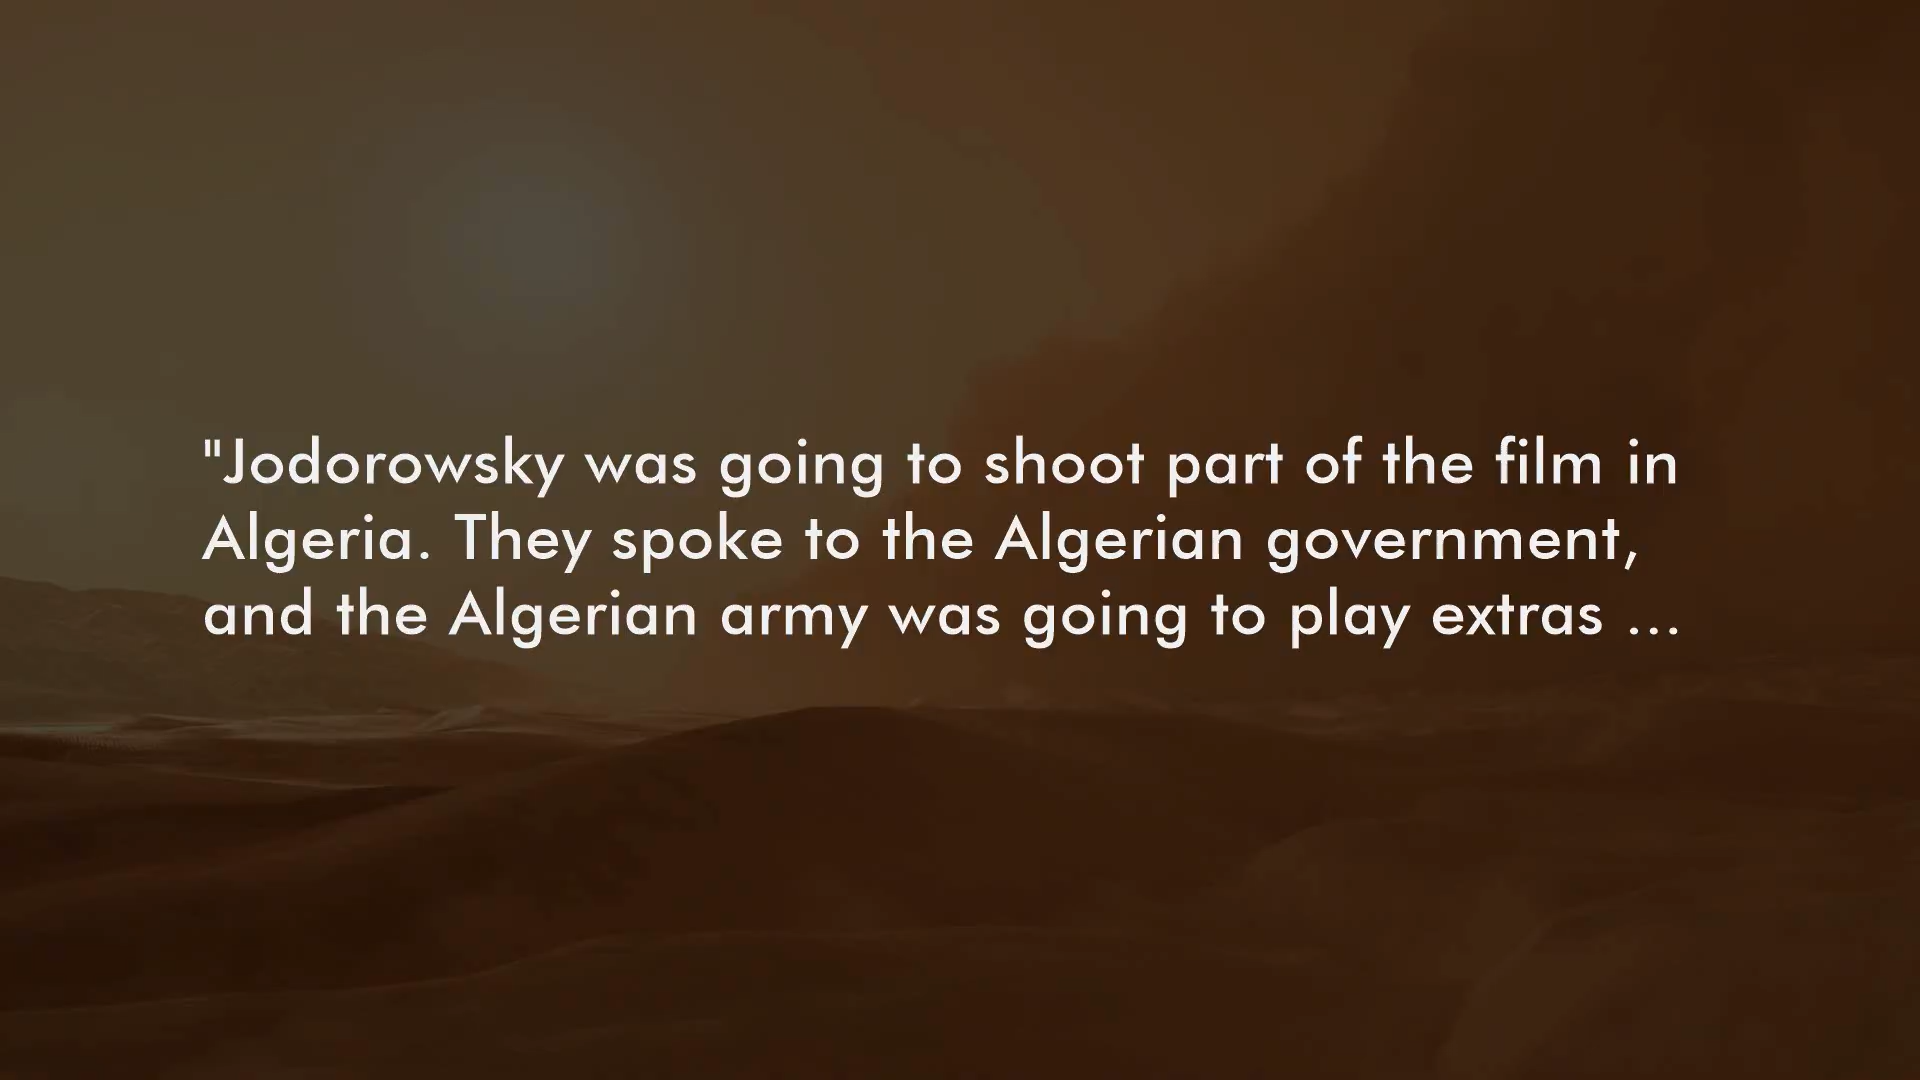 "Jodorowsky was going to shoot part of the film in
Algeria. They spoke to the Algerian government,
and the Algerian army was going to play extras ...